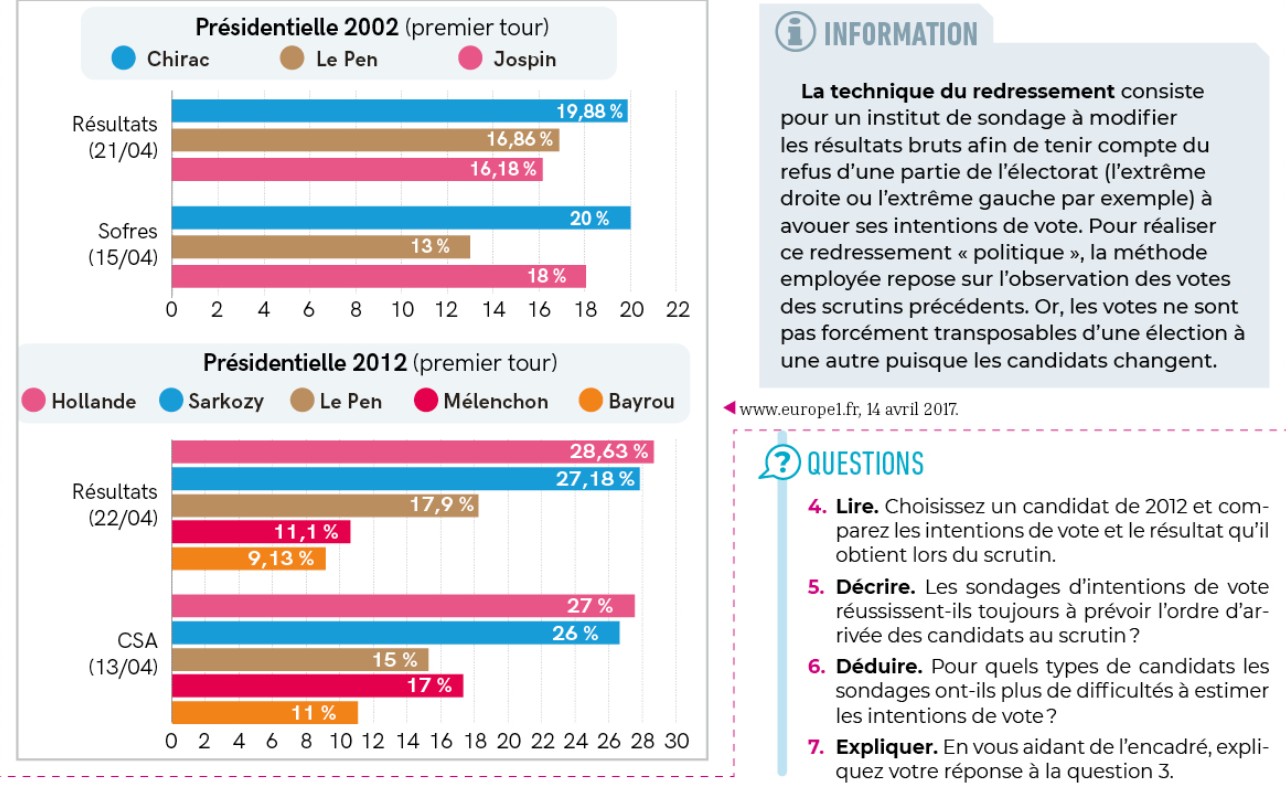 Présidentielle 2002 (premier tour)
Chirac Le Pen Jospin
Résultats
(21/04)
19,88 %
16,86 %
16,18 %
Sofres
(15/04)
20 %
13 %
18 %
0 2 4 6 8 10 12 14 16 18 20 22
Présidentielle 2012 (premier tour)
Hollande Sarkozy Le Pen Mélenchon Bayrou
Résultats
(22/04)
28,63 %
27,18 %
17,9 %
11,1 %
9,13 %
CSA
(13/04)
27 %
26 %
15 %
17 %
11 %
0 2 4 6 8 10 12 14 16 18 20 22 24 26 28 30
i INFORMATION
La technique du redressement consiste
pour un institut de sondage à modifier
les résultats bruts afin de tenir compte du
refus d'une partie de l'électorat (l'extrême
droite ou l'extrême gauche par exemple) à
avouer ses intentions de vote. Pour réaliser
ce redressement « politique », la méthode
employée repose sur l'observation des votes
des scrutins précédents. Or, les votes ne sont
pas forcément transposables d'une élection à
une autre puisque les candidats changent.
www.europe1.fr, 14 avril 2017.
? QUESTIONS
4. Lire. Choisissez un candidat de 2012 et com-
parez les intentions de vote et le résultat qu'il
obtient lors du scrutin.
5. Décrire. Les sondages d'intentions de vote
réussissent-ils toujours à prévoir l'ordre d'ar-
rivée des candidats au scrutin ?
6. Déduire. Pour quels types de candidats les
sondages ont-ils plus de difficultés à estimer
les intentions de vote ?
7. Expliquer. En vous aidant de l'encadré, expli-
quez votre réponse à la question 3.